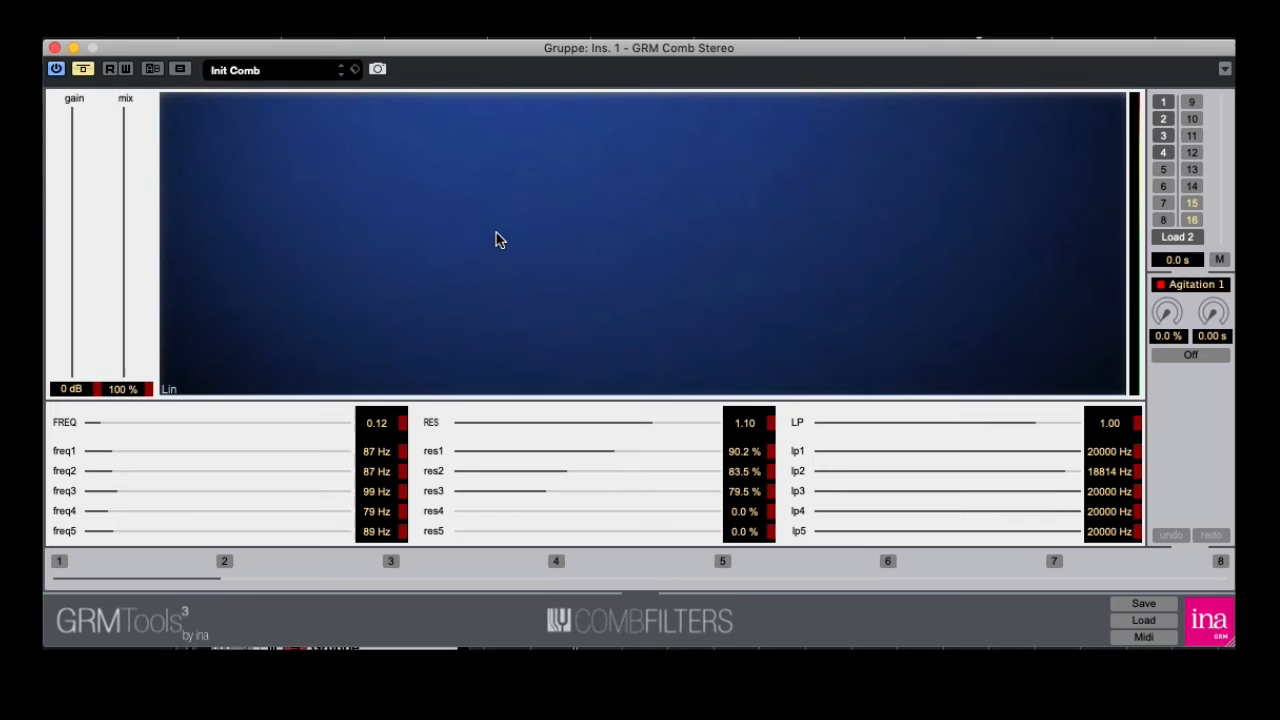 Gruppe: Ins. 1 - GRM Comb Stereo
R W Init Comb
gain mix
0 dB 100 % Lin
1 9
2 10
3 11
4 12
5 13
6 14
7 15
8 16
Load 2
0.0 s M
Agitation 1
0.0 % 0.00 s
Off
undo redo
FREQ 0.12 RES 1.10 LP 1.00
freq1 87 Hz res1 90.2 % lp1 20000 Hz
freq2 87 Hz res2 83.5 % lp2 18814 Hz
freq3 99 Hz res3 79.5 % lp3 20000 Hz
freq4 79 Hz res4 0.0 % lp4 20000 Hz
freq5 89 Hz res5 0.0 % lp5 20000 Hz
1 2 3 4 5 6 7 8
GRMTools3 by ina
COMBFILTERS
Save
Load
Midi
ina
GRM